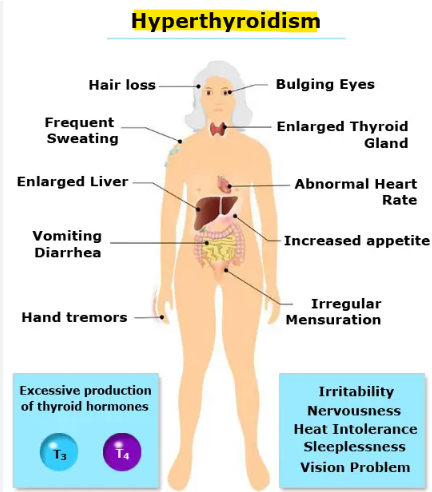 Hyperthyroidism
Hair loss
Bulging Eyes
Frequent
Sweating
Enlarged Thyroid
Gland
Enlarged Liver
Abnormal Heart
Rate
Vomiting
Diarrhea
Increased appetite
Hand tremors
Irregular
Mensuration
Excessive production
of thyroid hormones
T3
T4
Irritability
Nervousness
Heat Intolerance
Sleeplessness
Vision Problem